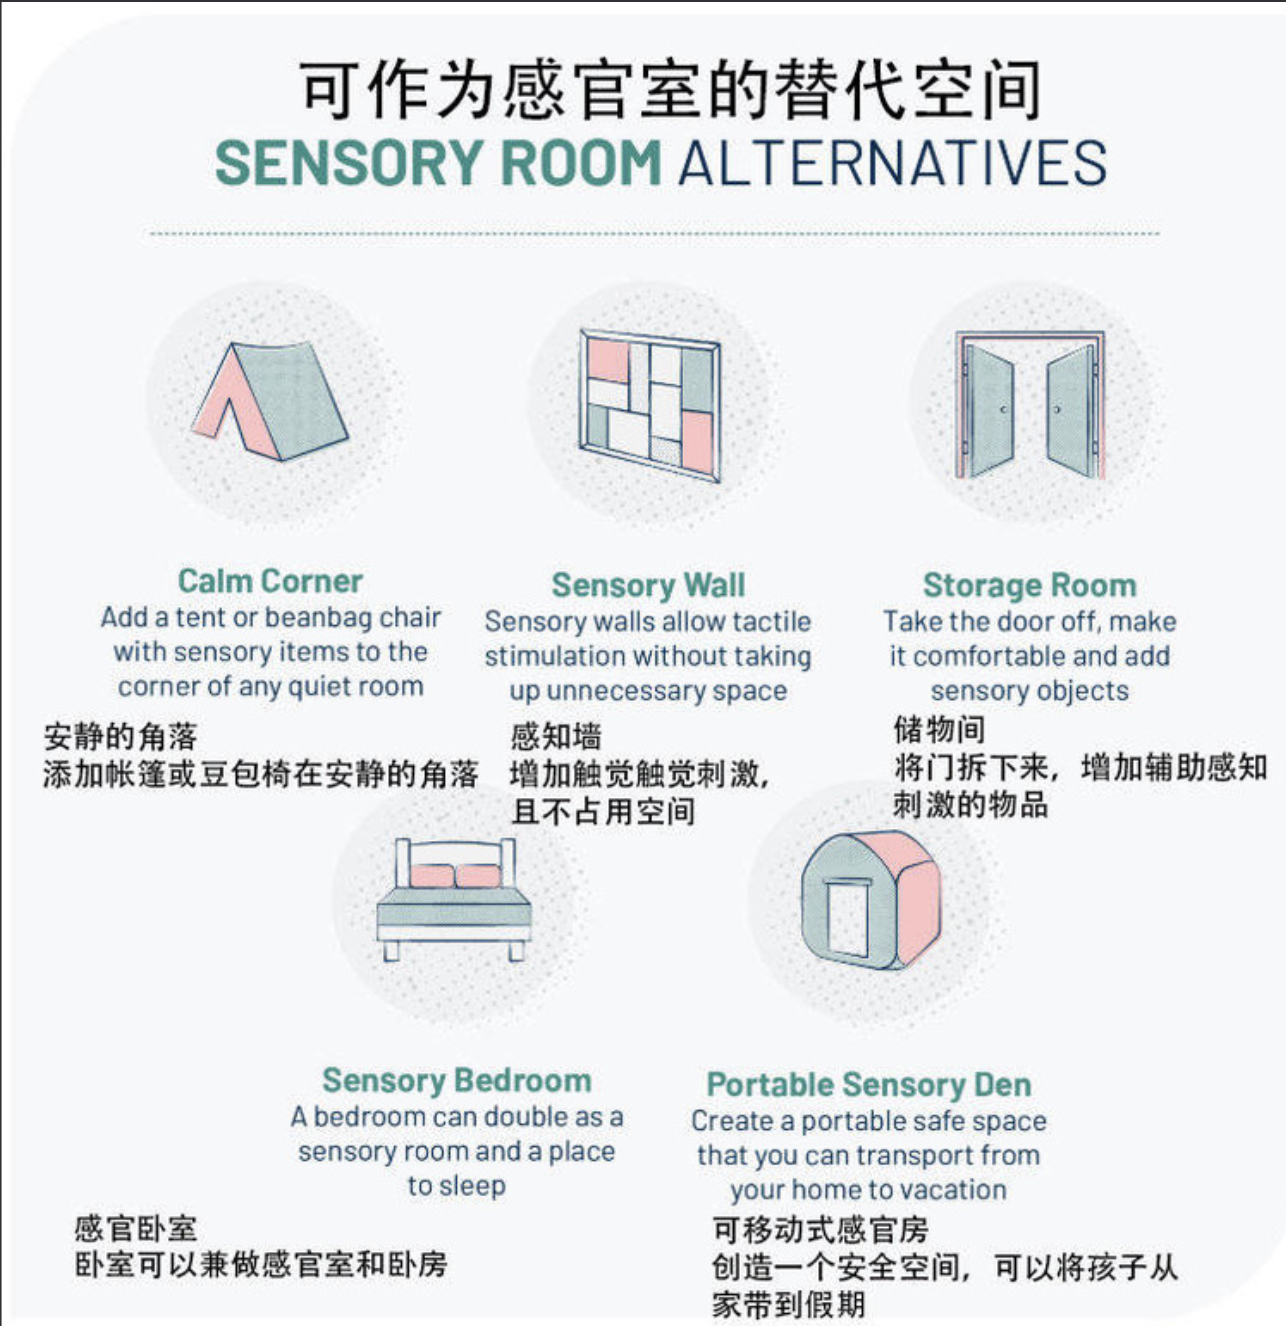 可作为感官室的替代空间
SENSORY ROOM ALTERNATIVES
Calm Corner
Add a tent or beanbag chair
with sensory items to the
corner of any quiet room
安静的角落
添加帐篷或豆包椅在安静的角落
Sensory Wall
Sensory walls allow tactile
stimulation without taking
up unnecessary space
感知墙
增加触觉触觉刺激,
且不占用空间
Storage Room
Take the door off, make
it comfortable and add
sensory objects
储物间
将门拆下来, 增加辅助感知
刺激的物品
Sensory Bedroom
A bedroom can double as a
sensory room and a place
to sleep
感官卧室
卧室可以兼做感官室和卧房
Portable Sensory Den
Create a portable safe space
that you can transport from
your home to vacation
可移动式感官房
创造一个安全空间, 可以将孩子从
家带到假期